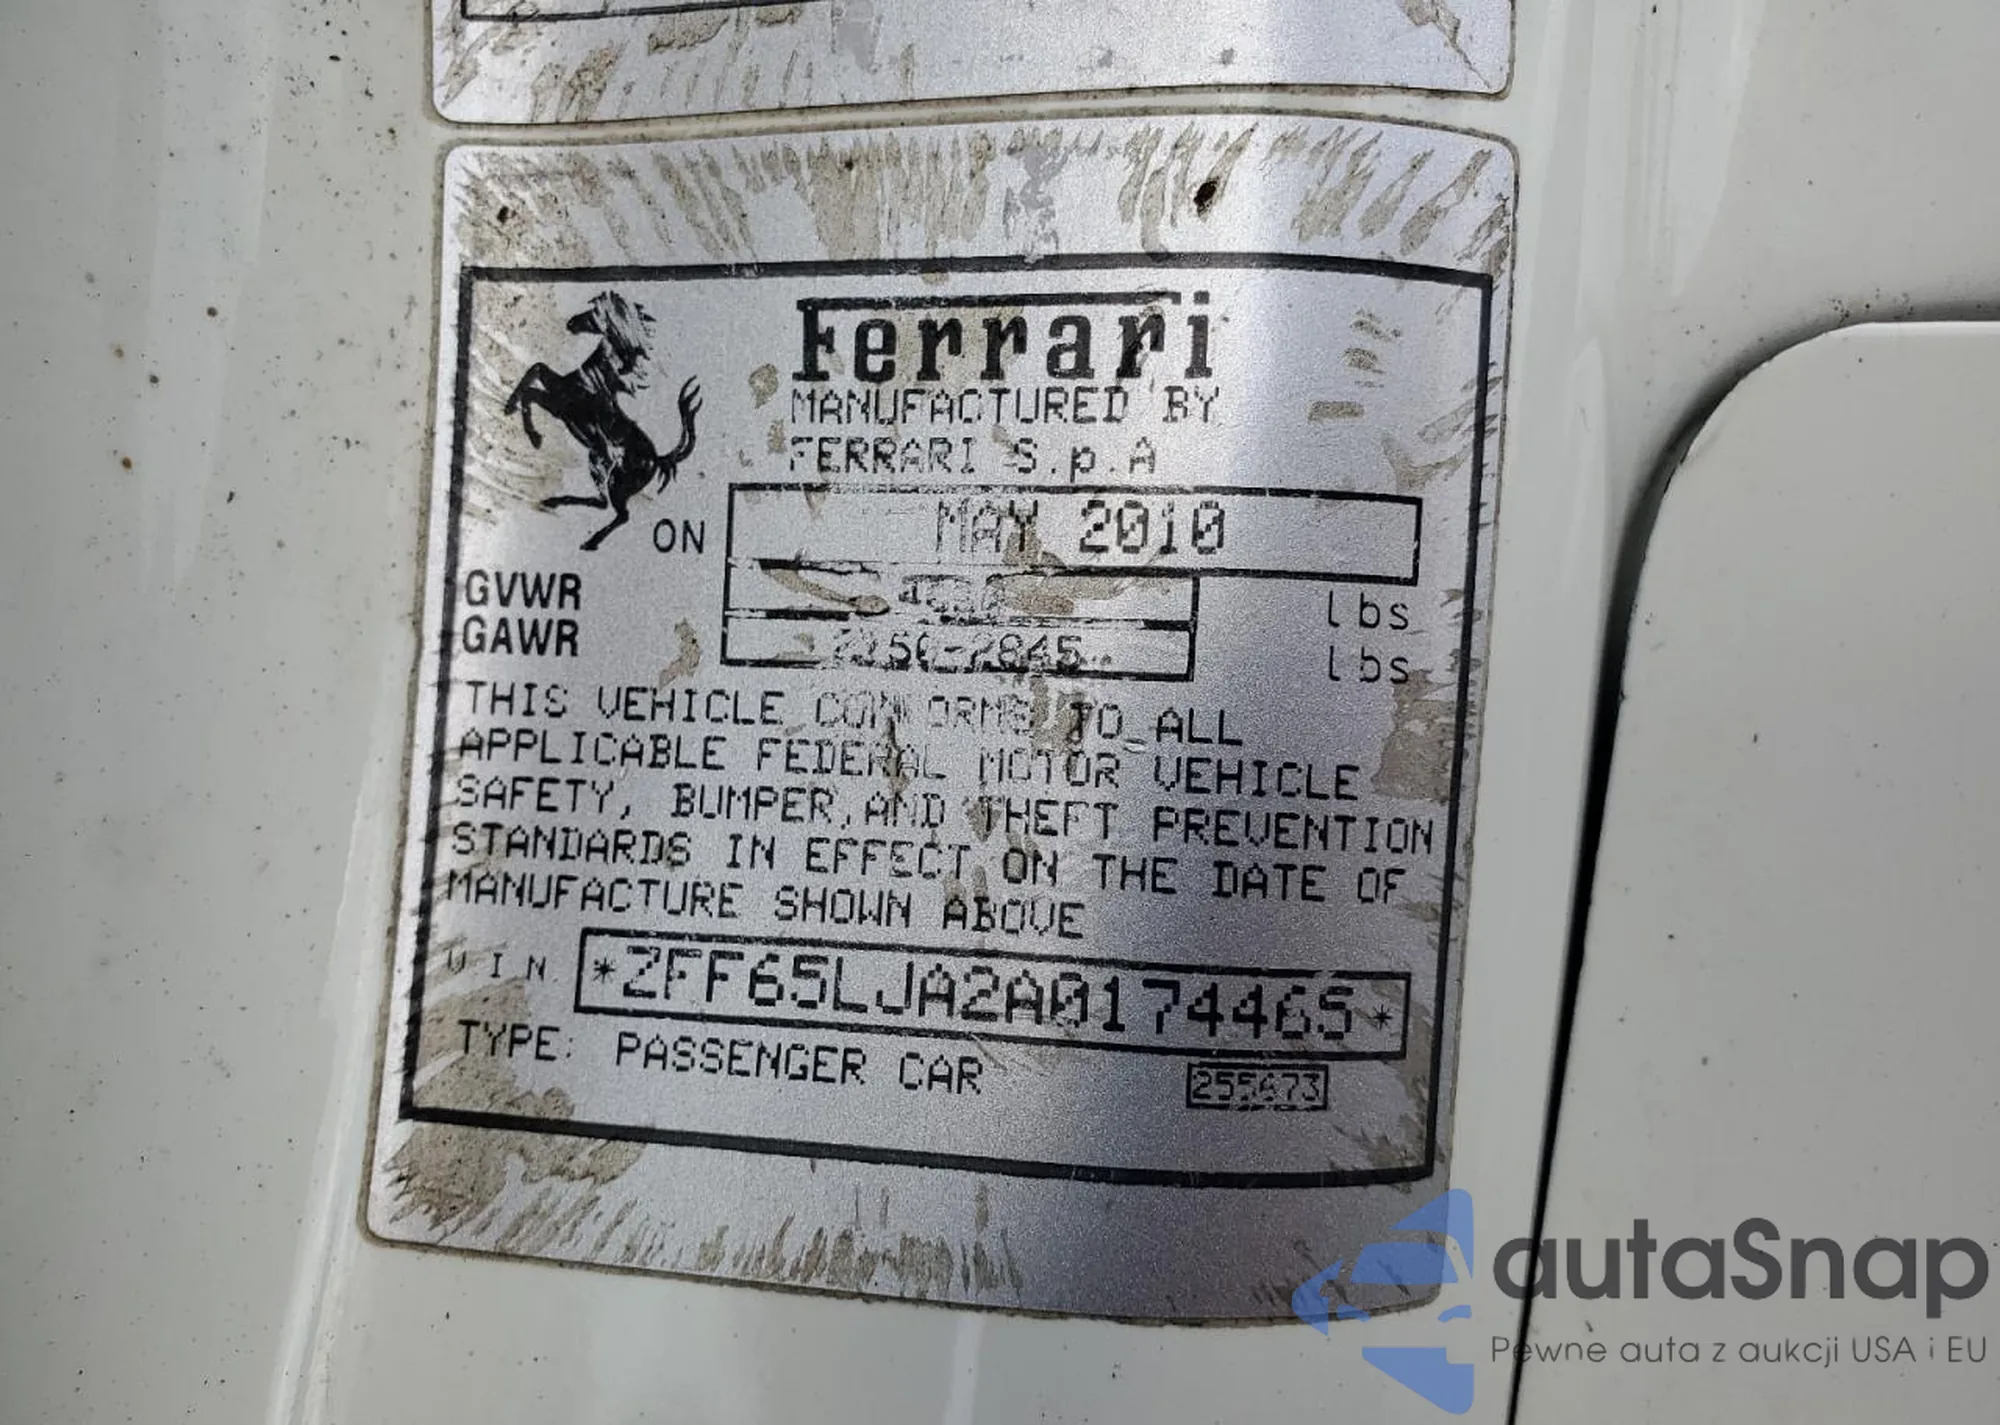 Ferrari
MANUFACTURED BY
FERRARI S.p.A
ON MAY 2010
GVWR lbs
GAWR lbs
THIS VEHICLE CONFORMS TO ALL
APPLICABLE FEDERAL MOTOR VEHICLE
SAFETY, BUMPER, AND THEFT PREVENTION
STANDARDS IN EFFECT ON THE DATE OF
MANUFACTURE SHOWN ABOVE
VIN *ZFF65LJA2A0174465*
TYPE: PASSENGER CAR
autaSnap
Pewne auta z aukcji USA i EU